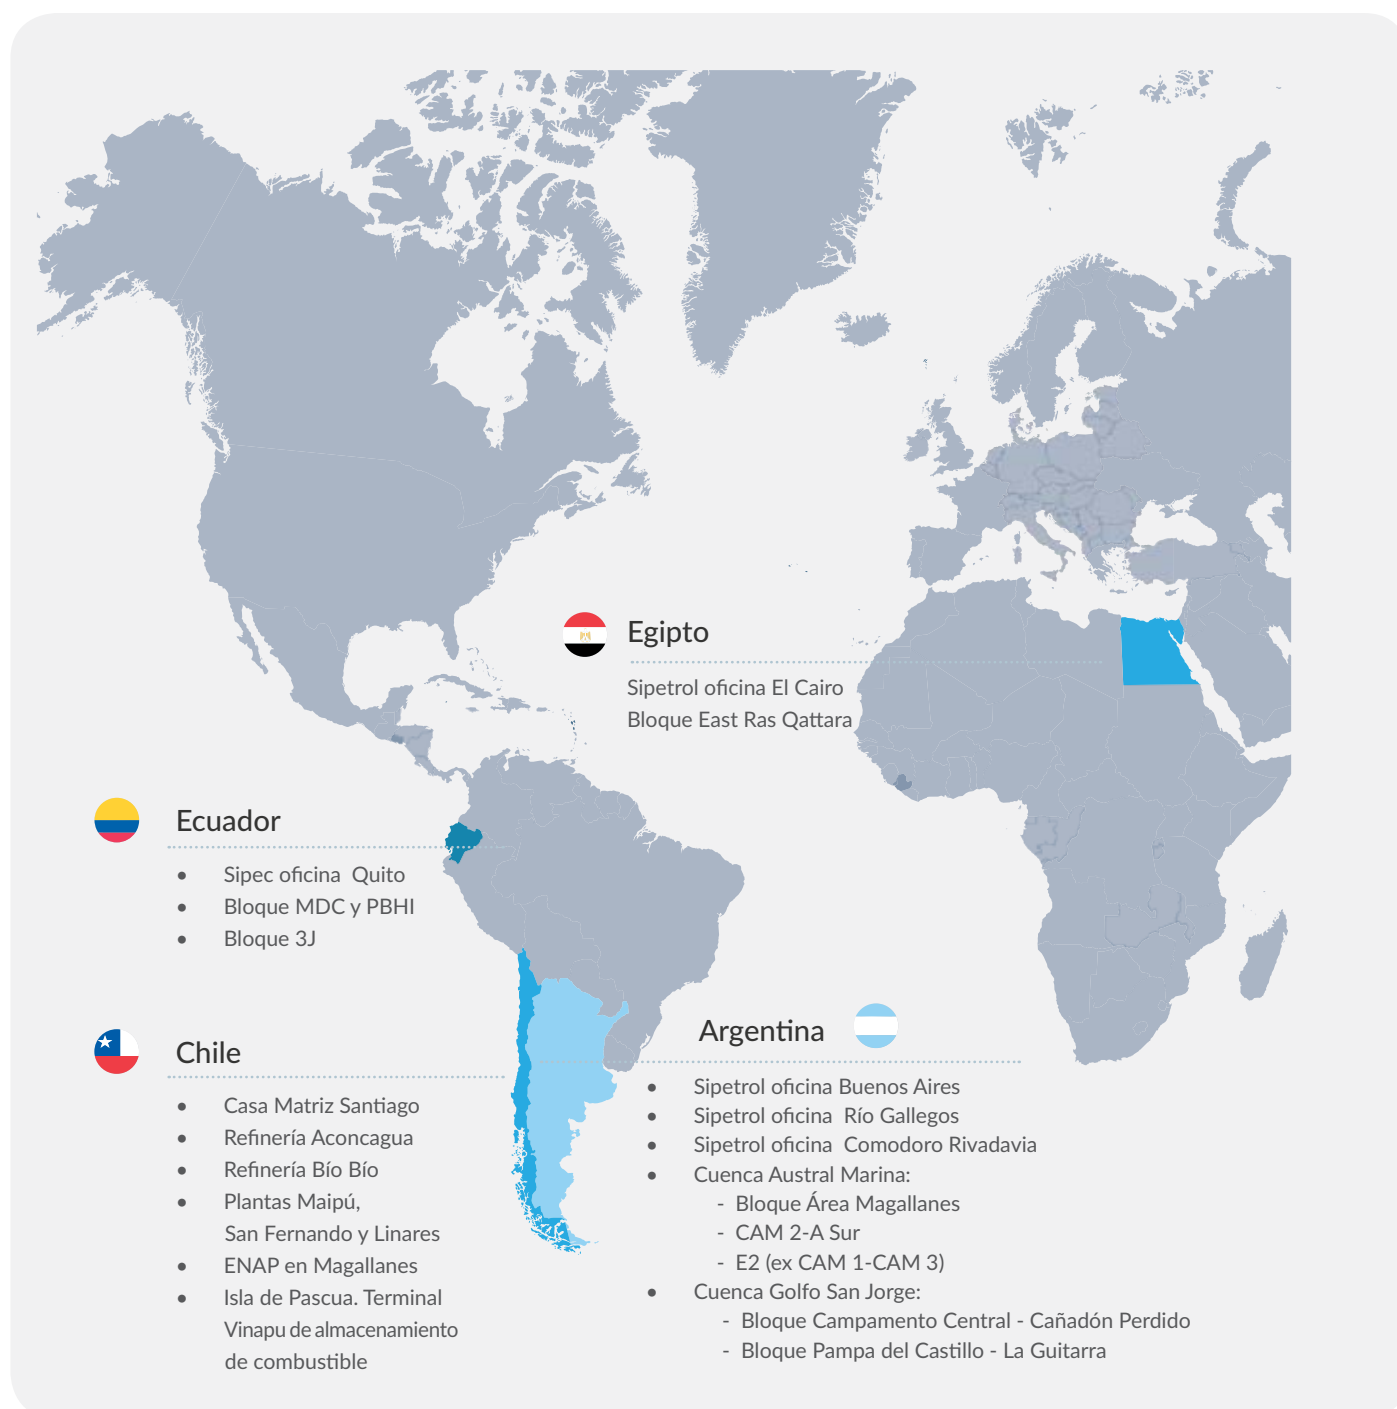 Egipto
Sipetrol oficina El Cairo
Bloque East Ras Qattara
Ecuador
• Sipec oficina Quito
• Bloque MDC y PBHI
• Bloque 3J
Chile
• Casa Matriz Santiago
• Refinería Aconcagua
• Refinería Bío Bío
• Plantas Maipú,
San Fernando y Linares
• ENAP en Magallanes
• Isla de Pascua. Terminal
Vinapu de almacenamiento
de combustible
Argentina
• Sipetrol oficina Buenos Aires
• Sipetrol oficina Río Gallegos
• Sipetrol oficina Comodoro Rivadavia
• Cuenca Austral Marina:
- Bloque Área Magallanes
- CAM 2-A Sur
- E2 (ex CAM 1-CAM 3)
• Cuenca Golfo San Jorge:
- Bloque Campamento Central - Cañadón Perdido
- Bloque Pampa del Castillo - La Guitarra